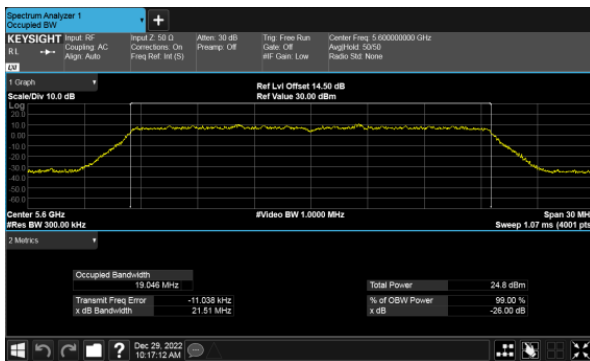 Spectrum Analyzer 1
Occupied BW
KEYSIGHT
R L
Input: RF
Coupling: AC
Align: Auto
Input Z: 50 Ω
Corrections: On
Freq Ref: Int (S)
Atten: 30 dB
Preamp: Off
Trig: Free Run
Gate: Off
#IF Gain: Low
Center Freq: 5.600000000 GHz
Avg|Hold: 50/50
Radio Std: None
LXI
1 Graph
Scale/Div 10.0 dB
Ref Lvl Offset 14.50 dB
Ref Value 30.00 dBm
Log
20.0
10.0
0.00
-10.0
-20.0
-30.0
-40.0
-50.0
-60.0
Center 5.6 GHz
#Res BW 300.00 kHz
#Video BW 1.0000 MHz
Span 30 MH
Sweep 1.07 ms (4001 pts
2 Metrics
Occupied Bandwidth
19.046 MHz
Transmit Freq Error -11.038 kHz
x dB Bandwidth 21.51 MHz
Total Power 24.8 dBm
% of OBW Power 99.00 %
x dB -26.00 dB
?
Dec 29, 2022
10:17:12 AM